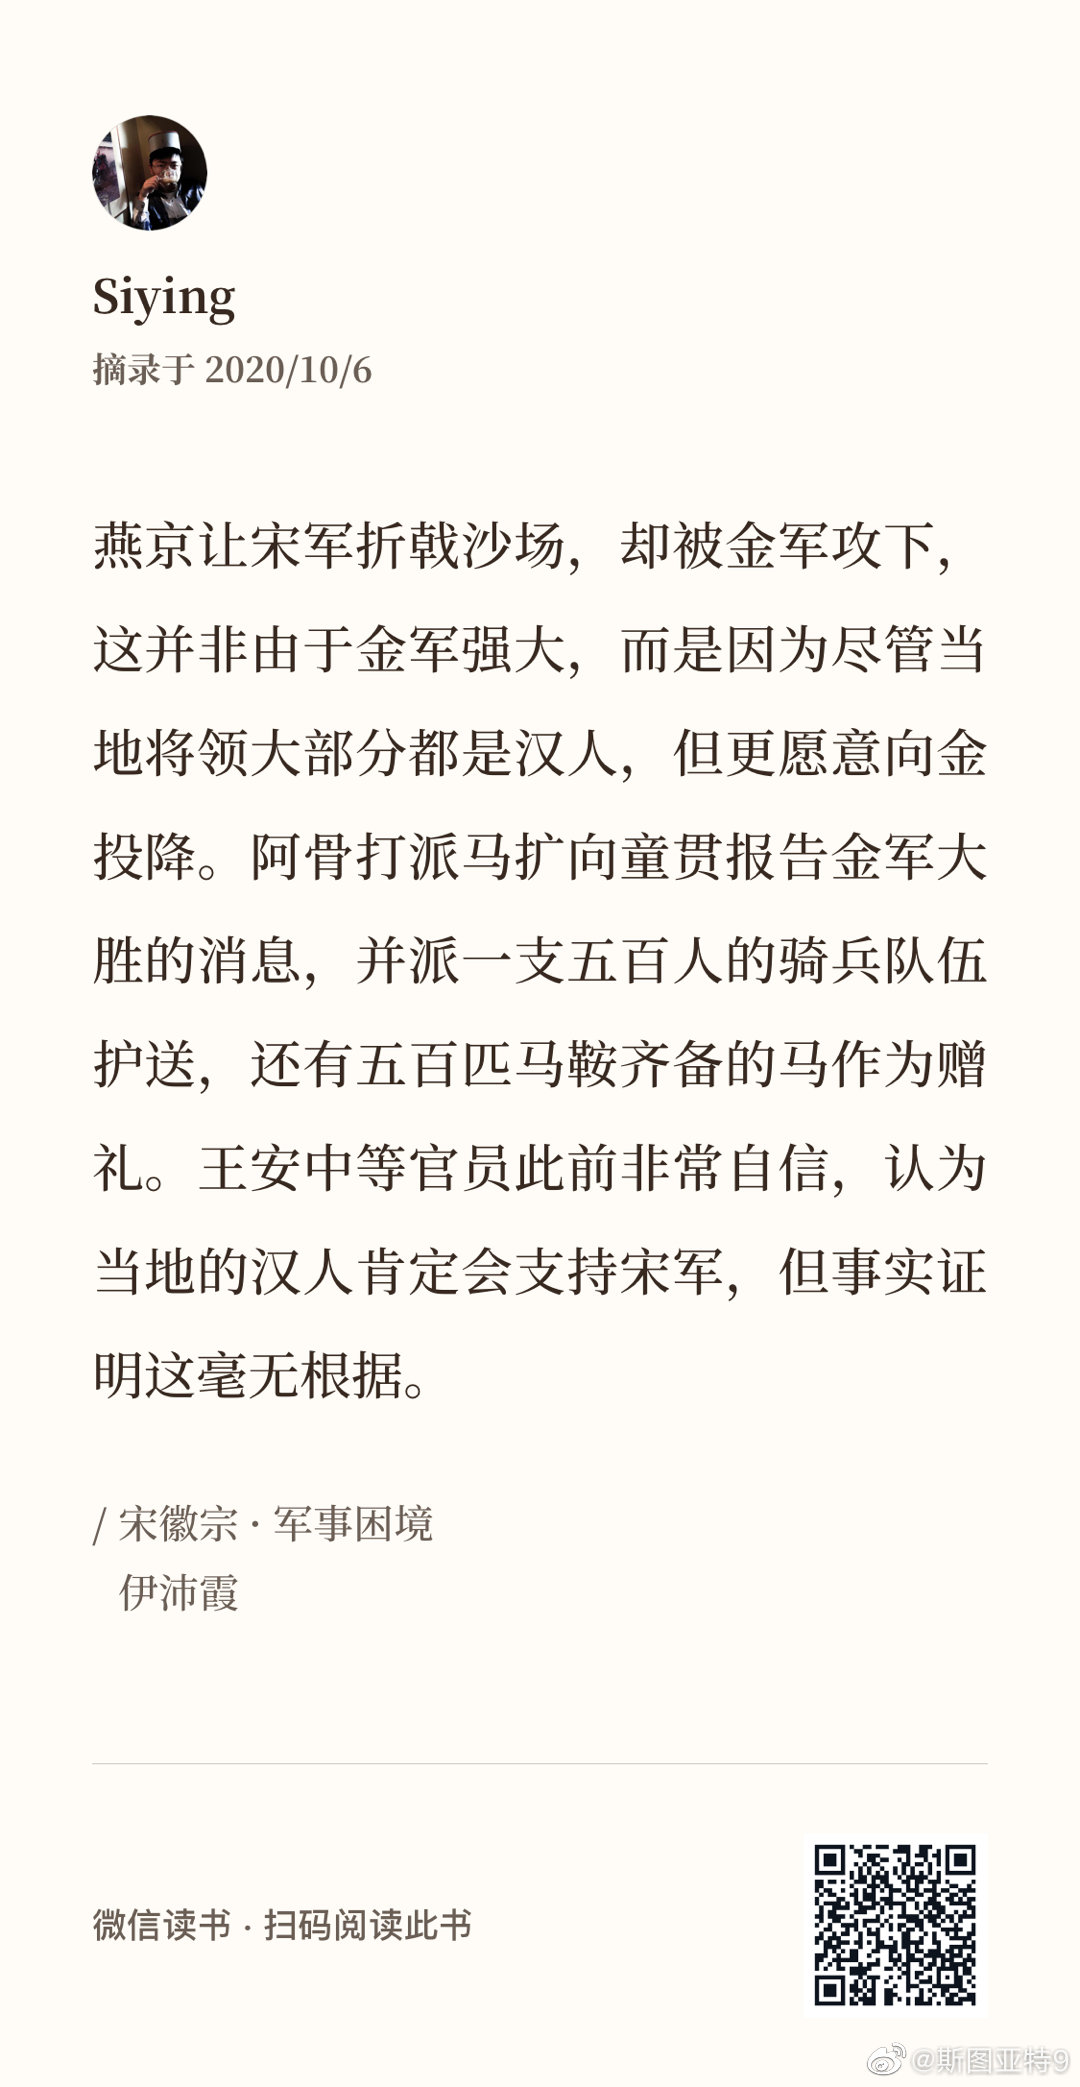 Siying
摘录于 2020/10/6
燕京让宋军折戟沙场，却被金军攻下，
这并非由于金军强大，而是因为尽管当
地将领大部分都是汉人，但更愿意向金
投降。阿骨打派马扩向童贯报告金军大
胜的消息，并派一支五百人的骑兵队伍
护送，还有五百匹马鞍齐备的马作为赠
礼。王安中等官员此前非常自信，认为
当地的汉人肯定会支持宋军，但事实证
明这毫无根据。
/ 宋徽宗 · 军事困境
伊沛霞
微信读书 · 扫码阅读此书
@斯图亚特9